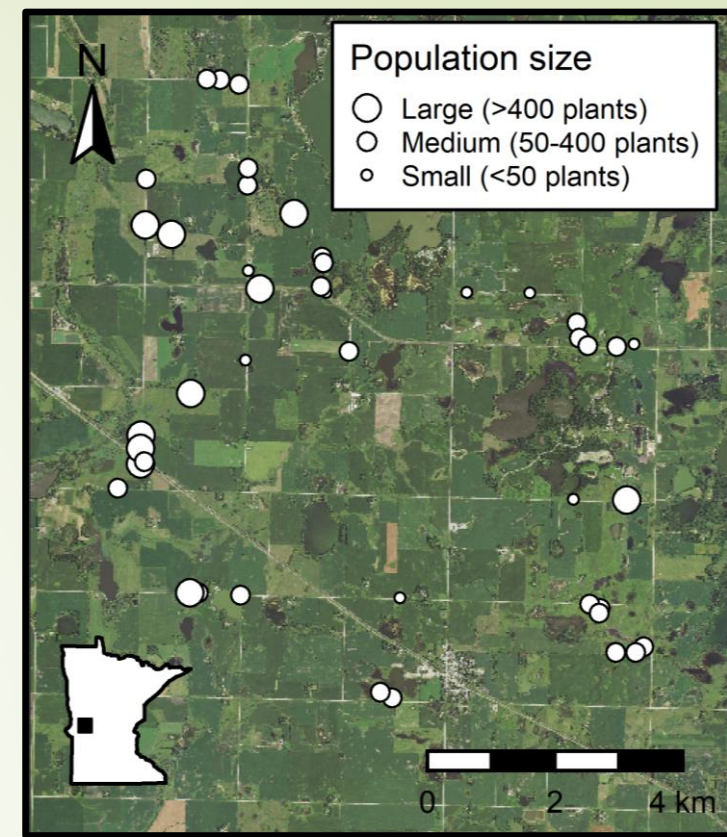 N
Population size
Large (>400 plants)
Medium (50-400 plants)
Small (<50 plants)
0 2 4 km